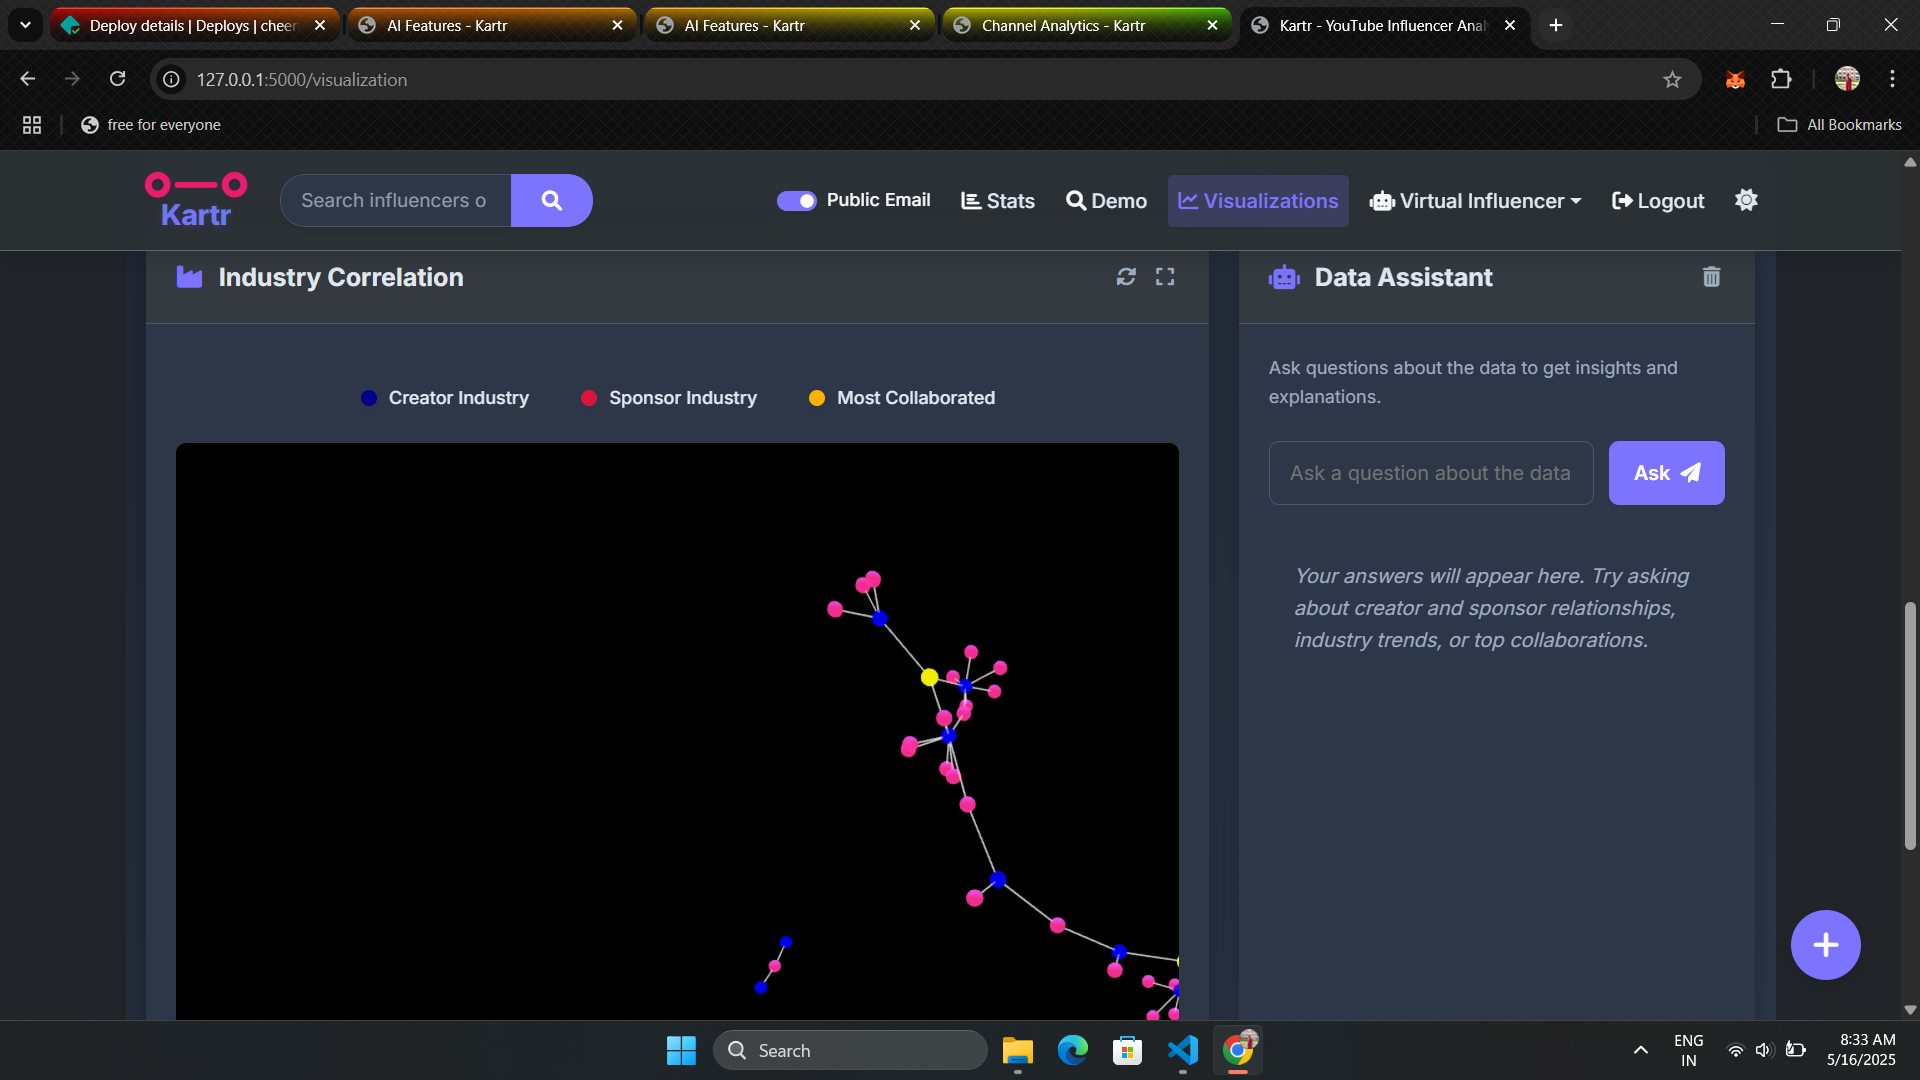 Deploy details | Deploys | cheer
AI Features - Kartr
AI Features - Kartr
Channel Analytics - Kartr
Kartr - YouTube Influencer Anal
127.0.0.1:5000/visualization
free for everyone
All Bookmarks
Kartr
Search influencers o
Public Email
Stats
Demo
Visualizations
Virtual Influencer
Logout
Industry Correlation
Creator Industry
Sponsor Industry
Most Collaborated
Data Assistant
Ask questions about the data to get insights and
explanations.
Ask a question about the data
Ask
Your answers will appear here. Try asking
about creator and sponsor relationships,
industry trends, or top collaborations.
Search
ENG
IN
8:33 AM
5/16/2025